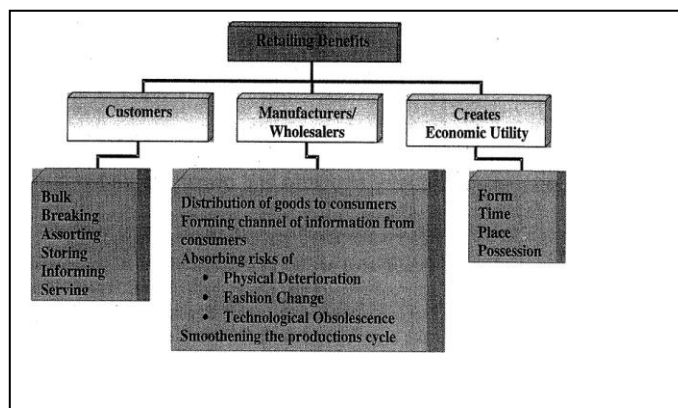 Retailing Benefits
Customers
Manufacturers/
Wholesalers
Creates
Economic Utility
Bulk
Breaking
Assorting
Storing
Informing
Serving
Distribution of goods to consumers
Forming channel of information from
consumers
Absorbing risks of
• Physical Deterioration
• Fashion Change
• Technological Obsolescence
Smoothening the productions cycle
Form
Time
Place
Possession